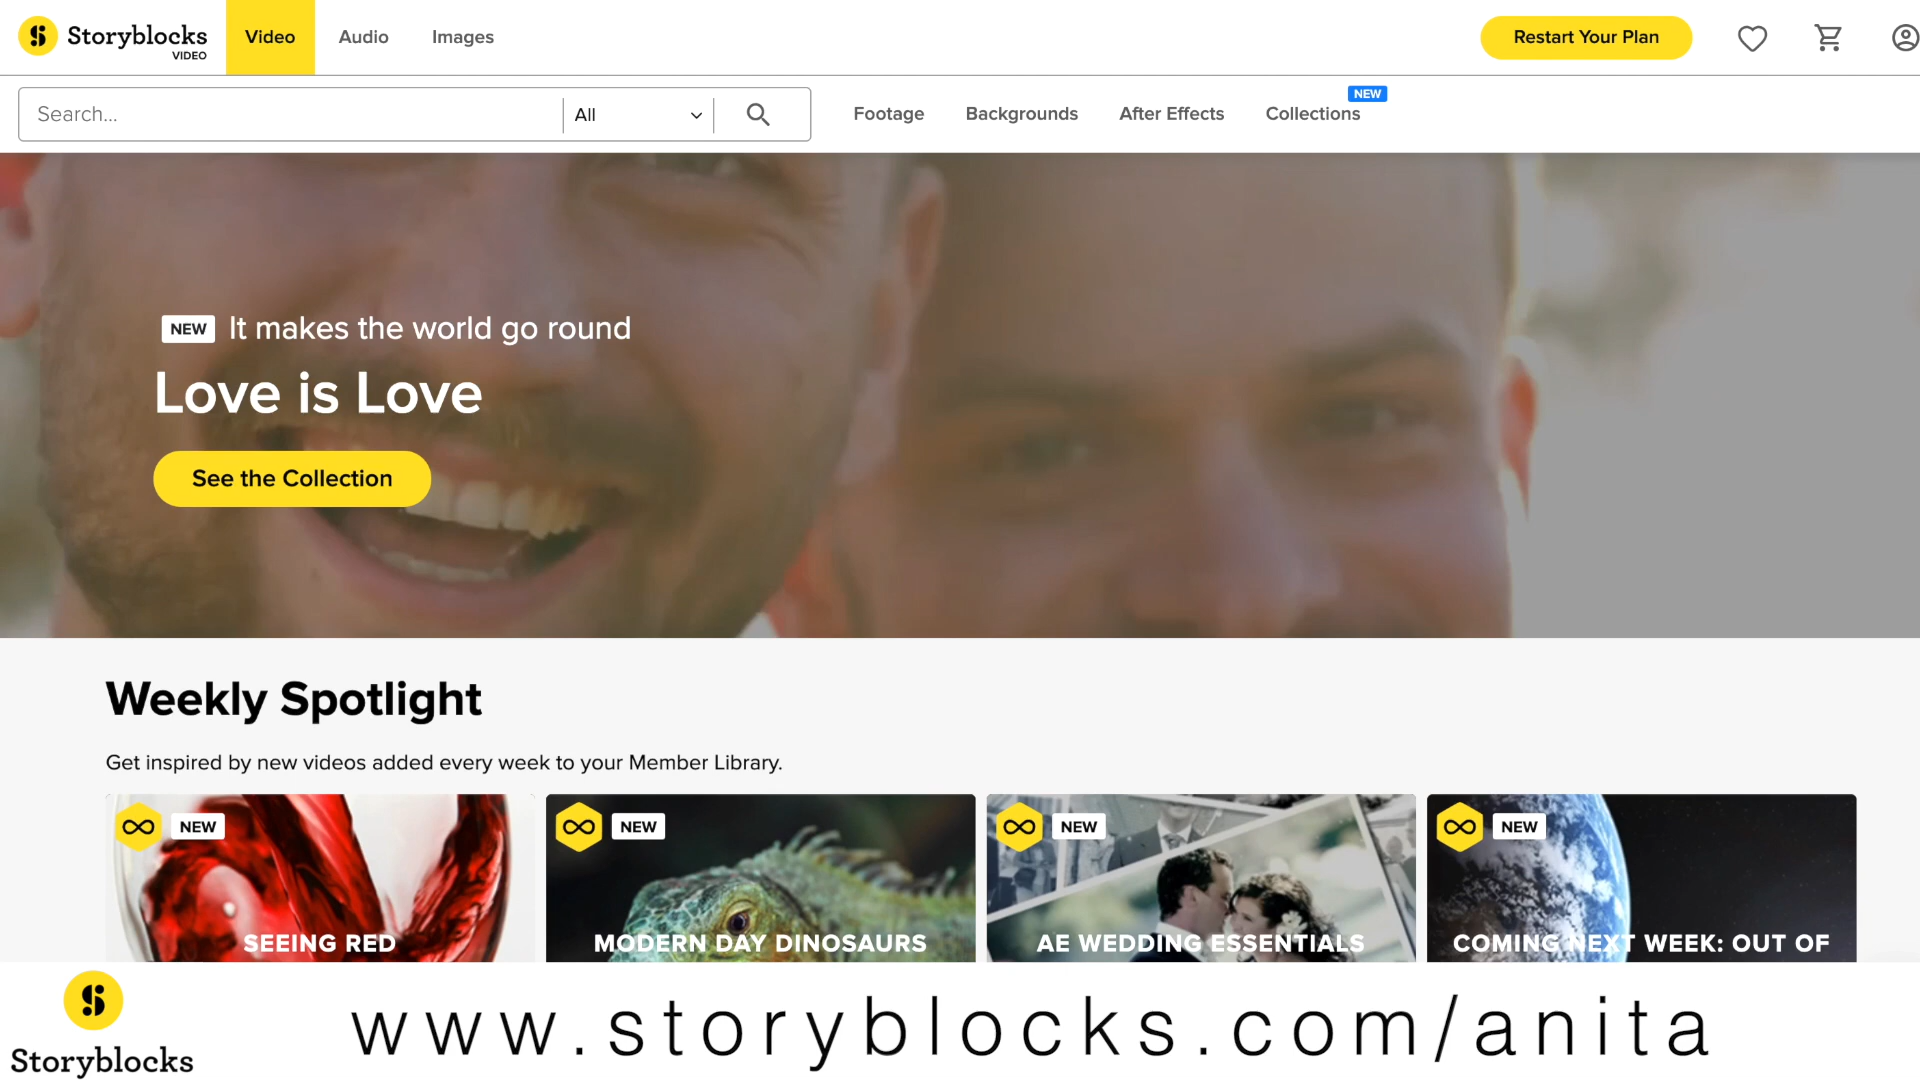 Storyblocks
VIDEO
Video
Audio
Images
Restart Your Plan
Search...
All
Footage
Backgrounds
After Effects
Collections
NEW
NEW It makes the world go round
Love is Love
See the Collection
Weekly Spotlight
Get inspired by new videos added every week to your Member Library.
NEW
NEW
NEW
NEW
SEEING RED
MODERN DAY DINOSAURS
AE WEDDING ESSENTIALS
COMING NEXT WEEK: OUT OF
Storyblocks
www.storyblocks.com/anita